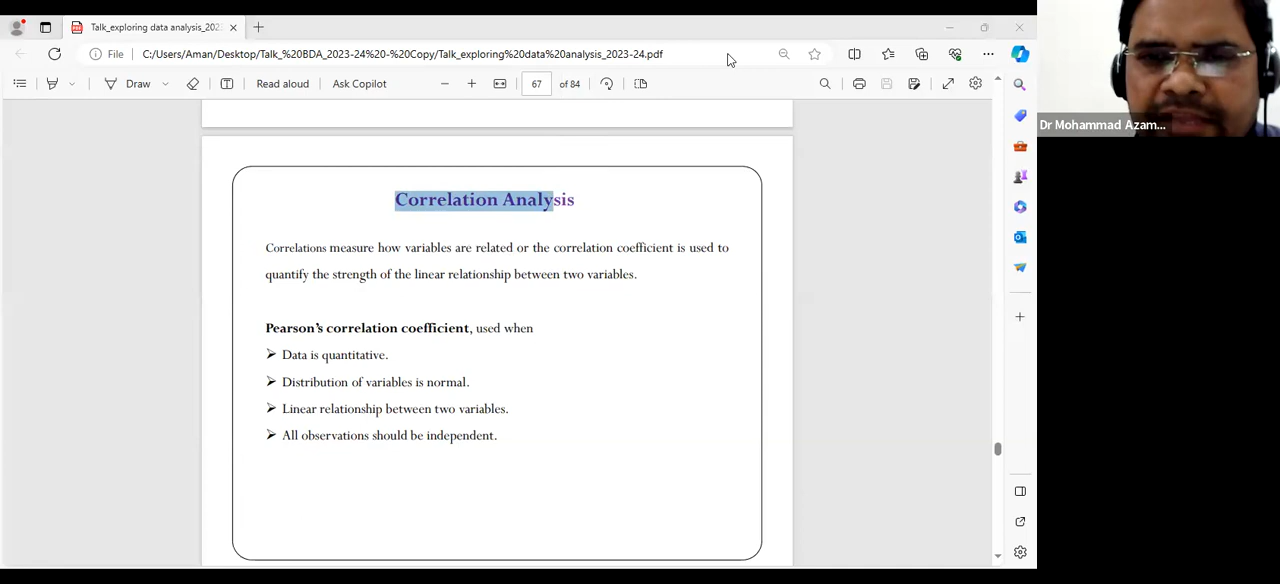 Talk_exploring data analysis_202
File
C:/Users/Aman/Desktop/Talk_%20BDA_2023-24%20-%20Copy/Talk_exploring%20data%20analysis_2023-24.pdf
Draw
Read aloud
Ask Copilot
67
of 84
Dr Mohammad Azam...
Correlation Analysis
Correlations measure how variables are related or the correlation coefficient is used to
quantify the strength of the linear relationship between two variables.
Pearson's correlation coefficient, used when
➢ Data is quantitative.
➢ Distribution of variables is normal.
➢ Linear relationship between two variables.
➢ All observations should be independent.